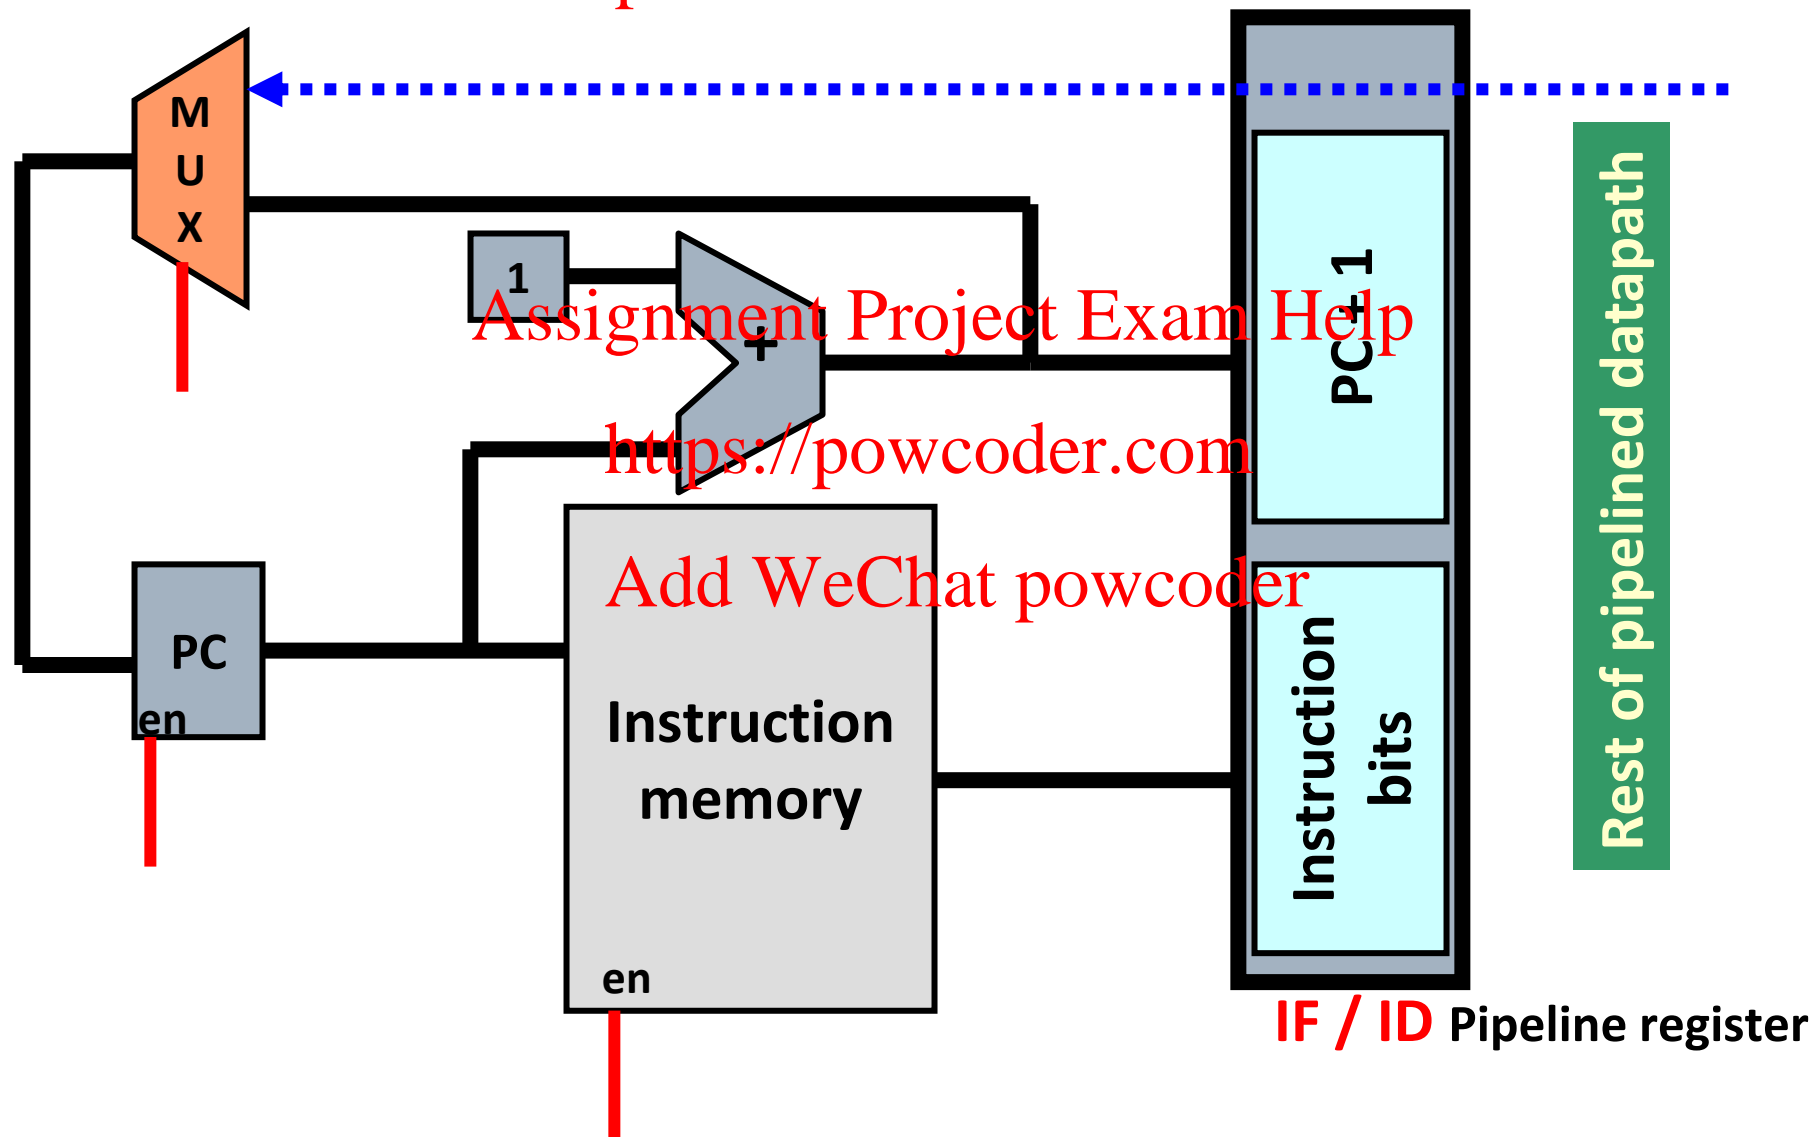 M
U
X
1
+
Assignment Project Exam Help
PC + 1
https://powcoder.com
Add WeChat powcoder
PC
en
Instruction
memory
en
Instruction
bits
Rest of pipelined datapath
IF / ID Pipeline register